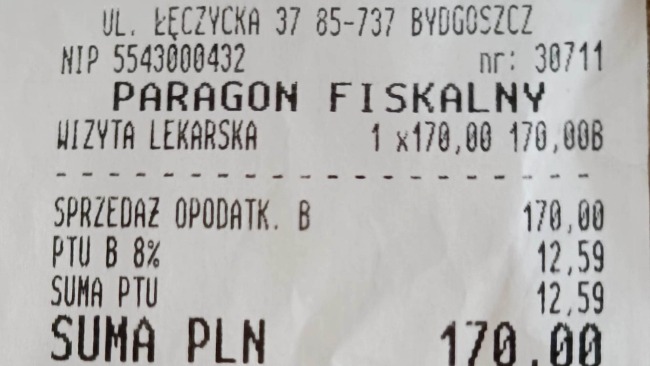 UL. ŁĘCZYCKA 37 85-737 BYDGOSZCZ
NIP 5543000432 nr: 30711
PARAGON FISKALNY
WIZYTA LEKARSKA 1 x170,00 170,00B
- - - - - - - - - - - - - - - - - - - -
SPRZEDAŻ OPODATK. B 170,00
PTU B 8% 12,59
SUMA PTU 12,59
SUMA PLN 170,00